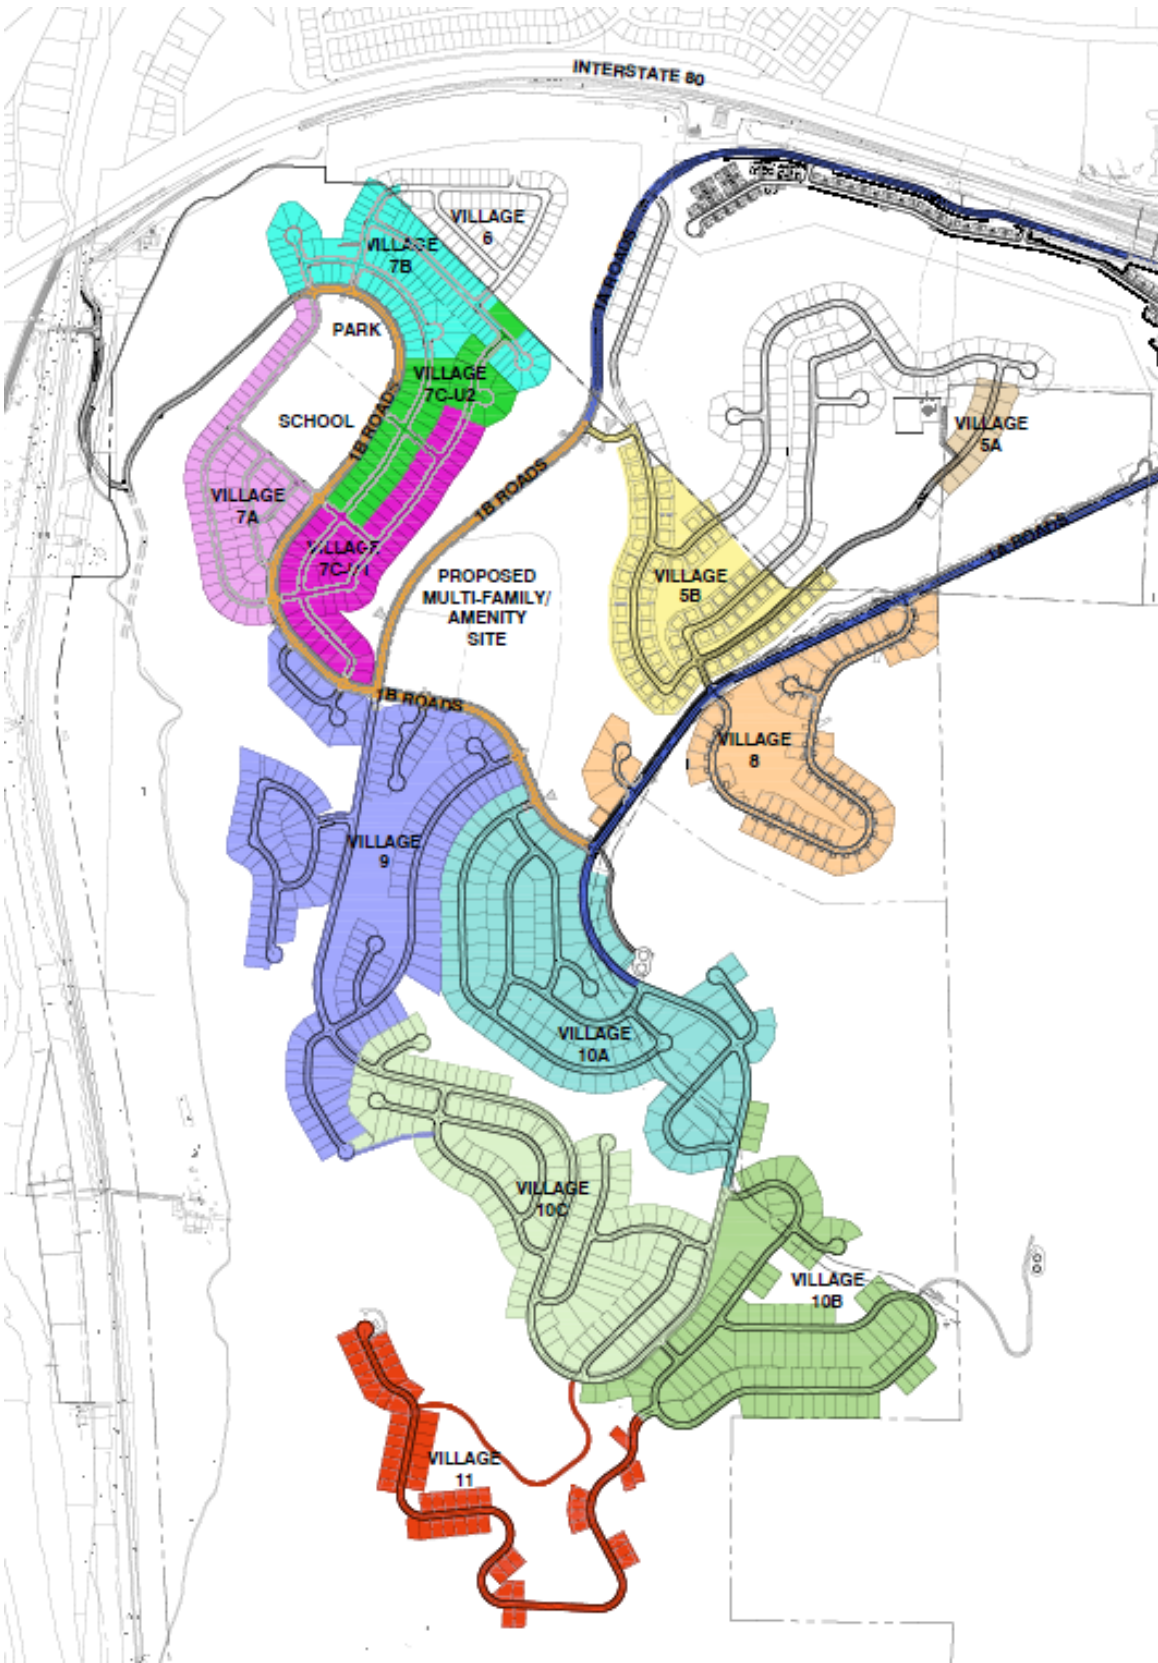 INTERSTATE 80
VILLAGE
6
VILLAGE
7B
1A ROADS
PARK
VILLAGE
7C-U2
SCHOOL
1B ROADS
VILLAGE
5A
VILLAGE
7A
1B ROADS
1A ROADS
VILLAGE
PROPOSED
MULTI-FAMILY/
AMENITY
SITE
VILLAGE
5B
1B ROADS
VILLAGE
8
VILLAGE
9
VILLAGE
10A
VILLAGE
10C
VILLAGE
10B
VILLAGE
11